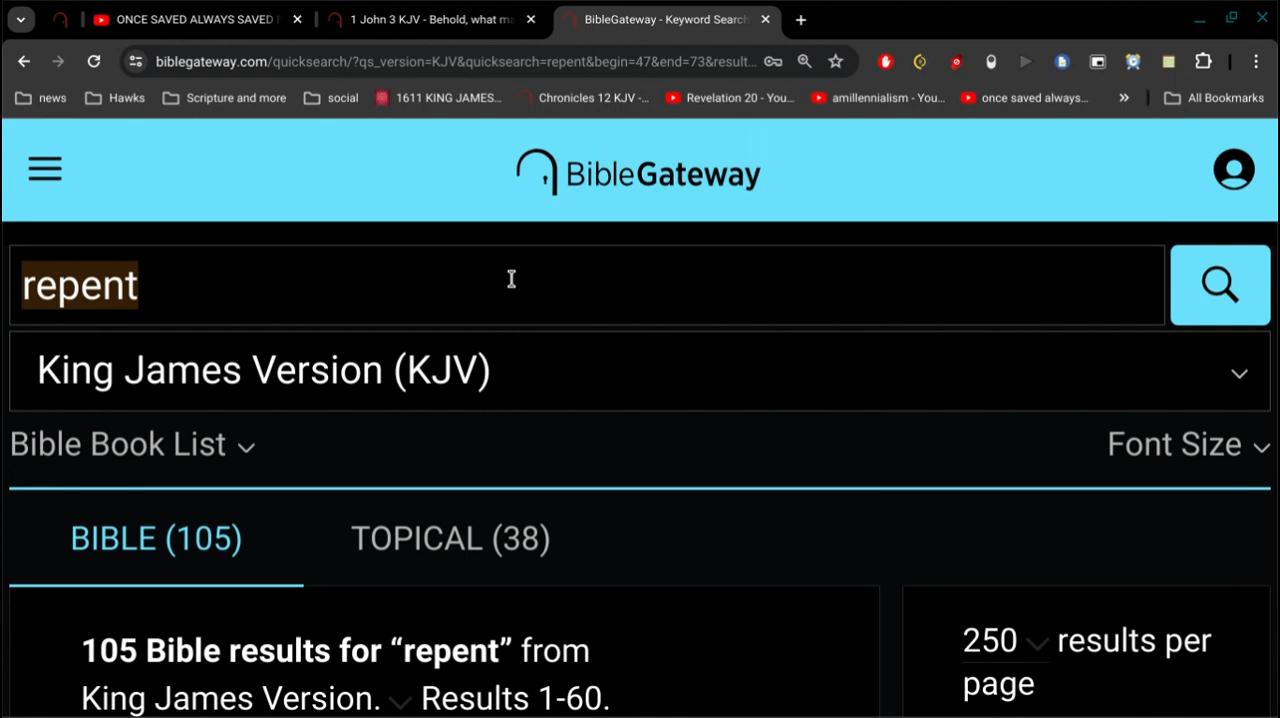 ONCE SAVED ALWAYS SAVED
1 John 3 KJV - Behold, what ma
BibleGateway - Keyword Search
biblegateway.com/quicksearch/?qs_version=KJV&quicksearch=repent&begin=47&end=73&result...
news
Hawks
Scripture and more
social
1611 KING JAMES...
Chronicles 12 KJV -...
Revelation 20 - You...
amillennialism - You...
once saved always...
»
All Bookmarks
BibleGateway
repent
King James Version (KJV)
Bible Book List
Font Size
BIBLE (105)
TOPICAL (38)
105 Bible results for “repent” from
King James Version. Results 1-60.
250 results per
page